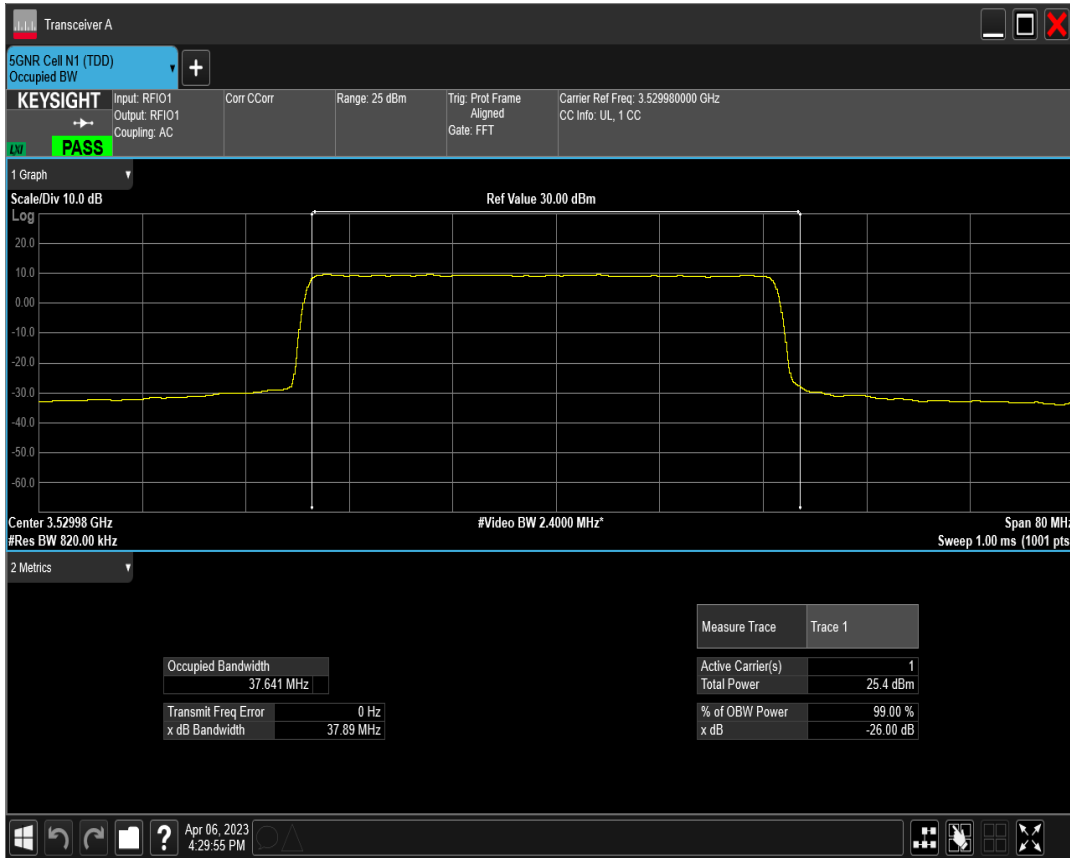 Transceiver A
5GNR Cell N1 (TDD)
Occupied BW
KEYSIGHT
LXI
PASS
Input: RFIO1
Output: RFIO1
Coupling: AC
Corr CCorr
Range: 25 dBm
Trig: Prot Frame
Aligned
Gate: FFT
Carrier Ref Freq: 3.529980000 GHz
CC Info: UL, 1 CC
1 Graph
Scale/Div 10.0 dB
Ref Value 30.00 dBm
Log
20.0
10.0
0.00
-10.0
-20.0
-30.0
-40.0
-50.0
-60.0
Center 3.52998 GHz
#Video BW 2.4000 MHz*
Span 80 MHz
#Res BW 820.00 kHz
Sweep 1.00 ms (1001 pts
2 Metrics
Measure Trace Trace 1
Occupied Bandwidth
37.641 MHz
Active Carrier(s) 1
Total Power 25.4 dBm
Transmit Freq Error 0 Hz
x dB Bandwidth 37.89 MHz
% of OBW Power 99.00 %
x dB -26.00 dB
?
Apr 06, 2023
4:29:55 PM